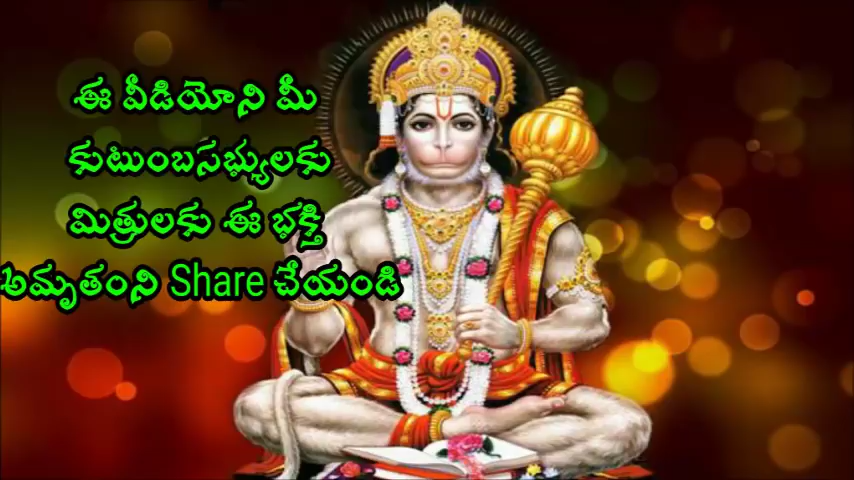 ఈ వీడియోని మీ
కుటుంబసభ్యులకు
మిత్రులకు ఈ భక్తి
అమృతంని Share చేయండి